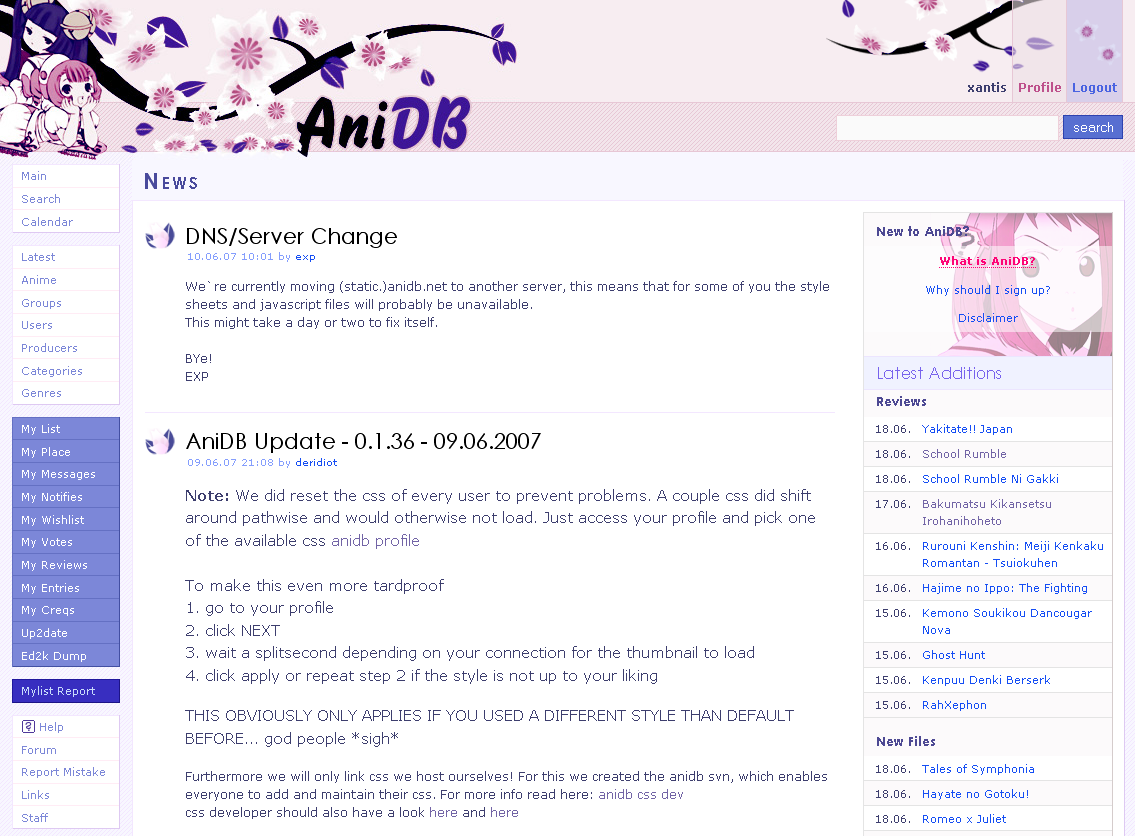 xantis
Profile
Logout
AniDB
search
Main
Search
Calendar
Latest
Anime
Groups
Users
Producers
Categories
Genres
My List
My Place
My Messages
My Notifies
My Wishlist
My Votes
My Reviews
My Entries
My Creqs
Up2date
Ed2k Dump
Mylist Report
? Help
Forum
Report Mistake
Links
Staff
News
DNS/Server Change
10.06.07 10:01 by exp
We`re currently moving (static.)anidb.net to another server, this means that for some of you the style
sheets and javascript files will probably be unavailable.
This might take a day or two to fix itself.
BYe!
EXP
AniDB Update - 0.1.36 - 09.06.2007
09.06.07 21:08 by deridiot
Note: We did reset the css of every user to prevent problems. A couple css did shift
around pathwise and would otherwise not load. Just access your profile and pick one
of the available css anidb profile
To make this even more tardproof
1. go to your profile
2. click NEXT
3. wait a splitsecond depending on your connection for the thumbnail to load
4. click apply or repeat step 2 if the style is not up to your liking
THIS OBVIOUSLY ONLY APPLIES IF YOU USED A DIFFERENT STYLE THAN DEFAULT
BEFORE... god people *sigh*
Furthermore we will only link css we host ourselves! For this we created the anidb svn, which enables
everyone to add and maintain their css. For more info read here: anidb css dev
css developer should also have a look here and here
New to AniDB?
What is AniDB?
Why should I sign up?
Disclaimer
Latest Additions
Reviews
18.06. Yakitate!! Japan
18.06. School Rumble
18.06. School Rumble Ni Gakki
17.06. Bakumatsu Kikansetsu
Irohanihoheto
16.06. Rurouni Kenshin: Meiji Kenkaku
Romantan - Tsuiokuhen
16.06. Hajime no Ippo: The Fighting
15.06. Kemono Soukikou Dancougar
Nova
15.06. Ghost Hunt
15.06. Kenpuu Denki Berserk
15.06. RahXephon
New Files
18.06. Tales of Symphonia
18.06. Hayate no Gotoku!
18.06. Romeo x Juliet